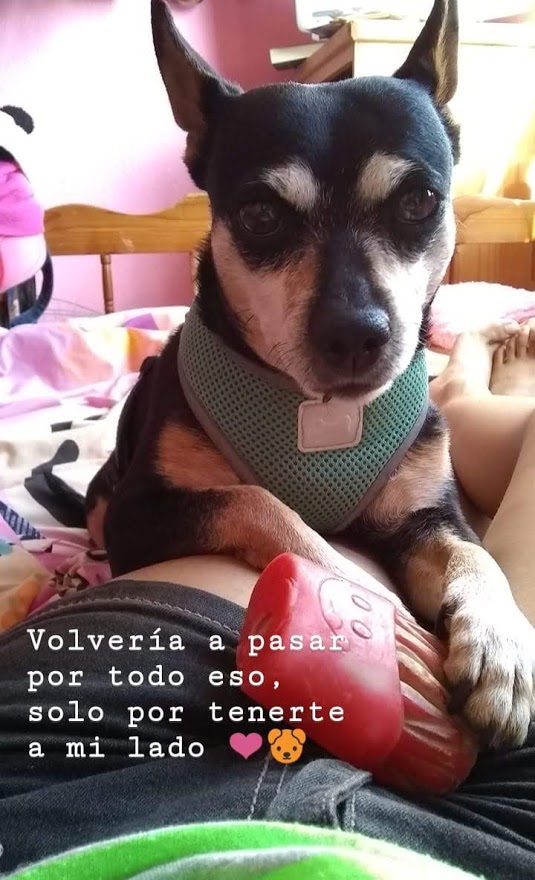 Volvería a pasar
por todo eso,
solo por tenerte
a mi lado ❤️🐶